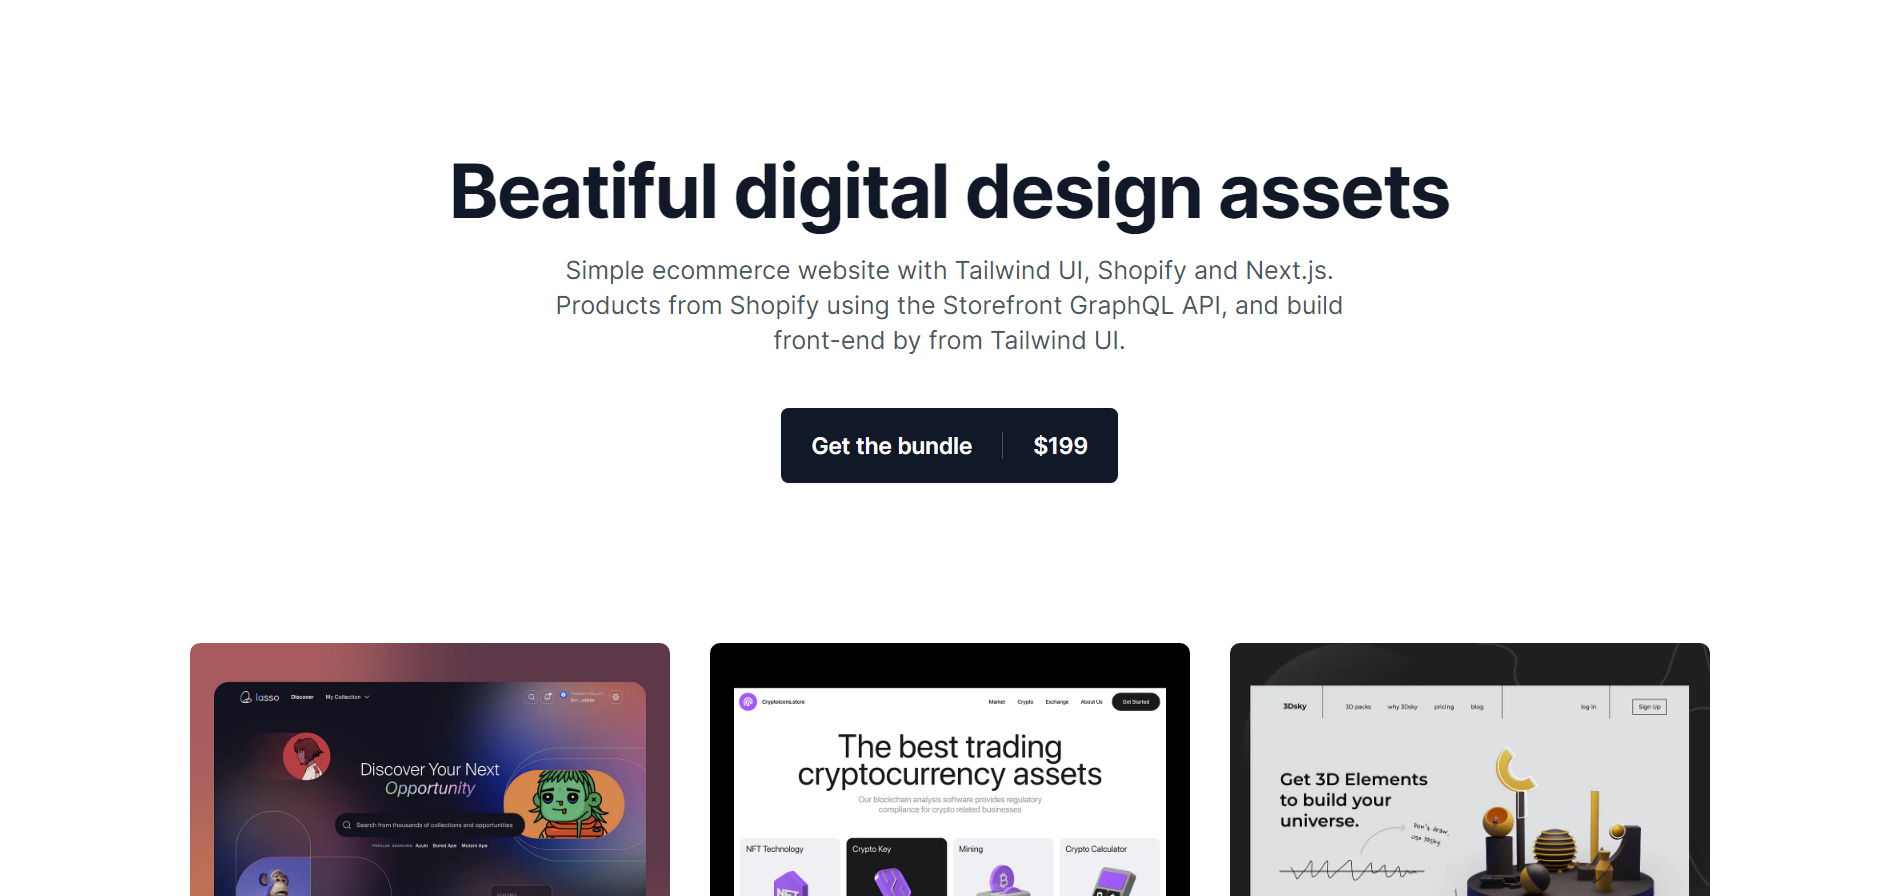 Beatiful digital design assets
Simple ecommerce website with Tailwind UI, Shopify and Next.js.
Products from Shopify using the Storefront GraphQL API, and build
front-end by from Tailwind UI.
Get the bundle $199
lasso Discover My Collection
Discover Your Next
Opportunity
Search from thousands of collections and opportunities
POPULAR SEARCHES Azuki Bored Ape Mutant Ape
Cryptoicons.store Market Crypto Exchange About Us Get Started
The best trading
cryptocurrency assets
Our blockchain analysis software provides regulatory
compliance for crypto related businesses
NFT Technology Crypto Key Mining Crypto Calculator
NFT
3Dsky 3D packs why 3Dsky pricing blog log in Sign Up
Get 3D Elements
to build your
universe.
Don't draw,
use 3Dsky